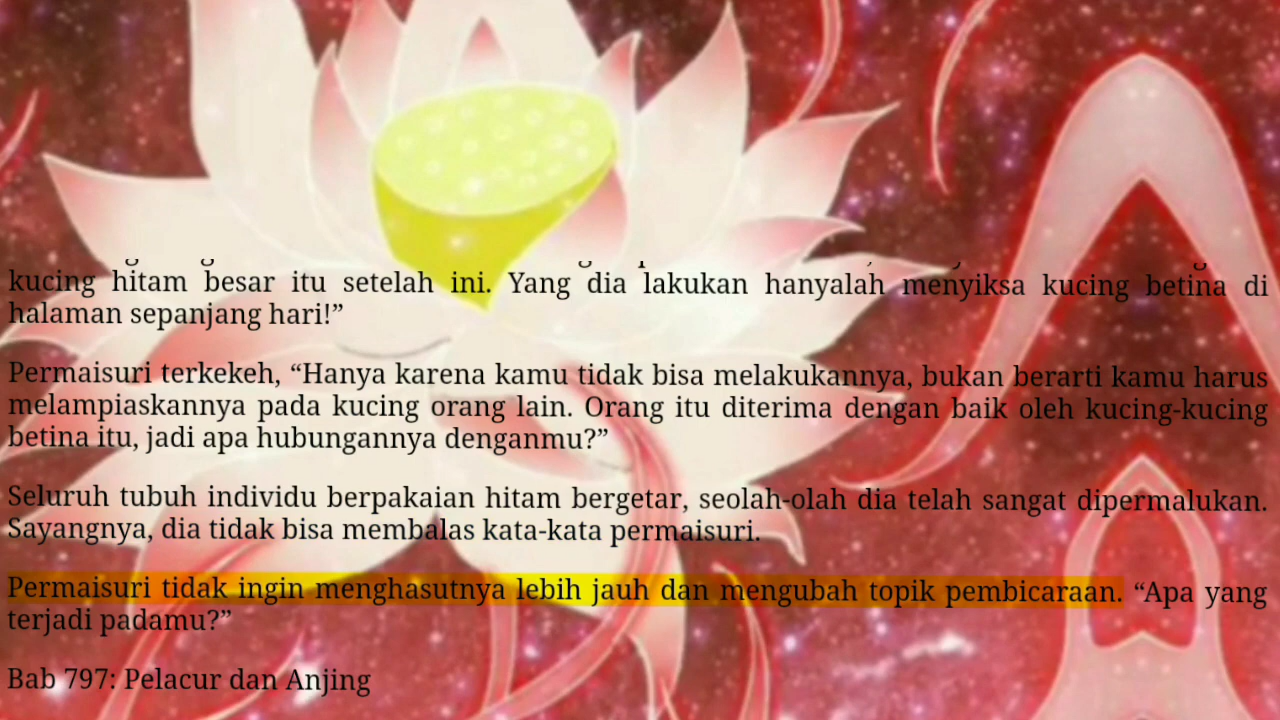 kucing hitam besar itu setelah ini. Yang dia lakukan hanyalah menyiksa kucing betina di
halaman sepanjang hari!”
Permaisuri terkekeh, “Hanya karena kamu tidak bisa melakukannya, bukan berarti kamu harus
melampiaskannya pada kucing orang lain. Orang itu diterima dengan baik oleh kucing-kucing
betina itu, jadi apa hubungannya denganmu?”
Seluruh tubuh individu berpakaian hitam bergetar, seolah-olah dia telah sangat dipermalukan.
Sayangnya, dia tidak bisa membalas kata-kata permaisuri.
Permaisuri tidak ingin menghasutnya lebih jauh dan mengubah topik pembicaraan. “Apa yang
terjadi padamu?”
Bab 797: Pelacur dan Anjing